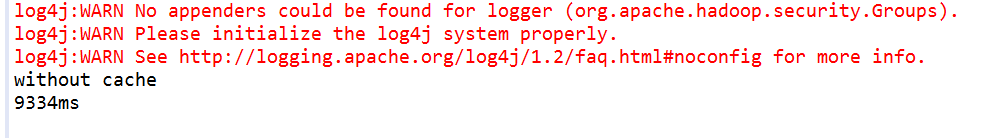 log4j:WARN No appenders could be found for logger (org.apache.hadoop.security.Groups).
log4j:WARN Please initialize the log4j system properly.
log4j:WARN See http://logging.apache.org/log4j/1.2/faq.html#noconfig for more info.
without cache
9334ms